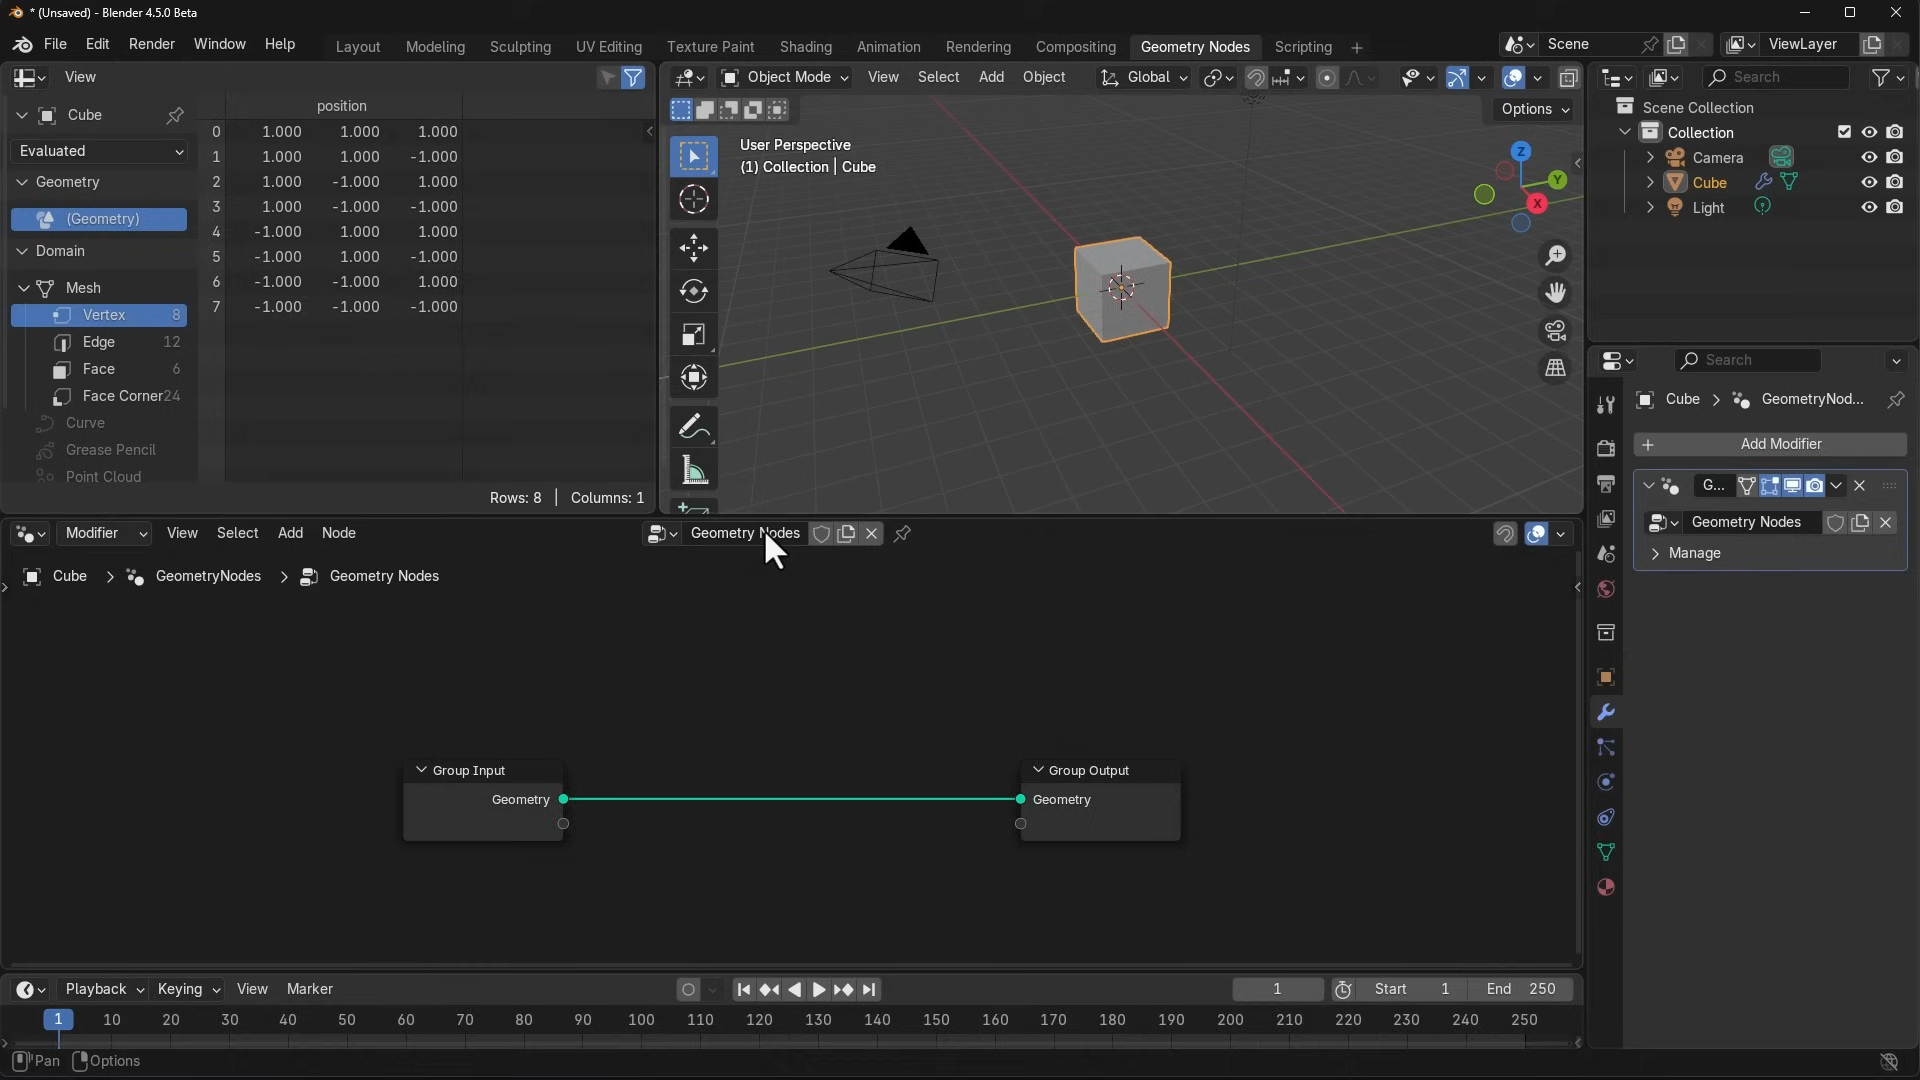 * (Unsaved) - Blender 4.5.0 Beta
File Edit Render Window Help
Layout Modeling Sculpting UV Editing Texture Paint Shading Animation Rendering Compositing Geometry Nodes Scripting +
Scene
ViewLayer
View
Cube
Evaluated
Geometry
(Geometry)
Domain
Mesh
Vertex 8
Edge 12
Face 6
Face Corner 24
Curve
Grease Pencil
Point Cloud
position
0 1.000 1.000 1.000
1 1.000 1.000 -1.000
2 1.000 -1.000 1.000
3 1.000 -1.000 -1.000
4 -1.000 1.000 1.000
5 -1.000 1.000 -1.000
6 -1.000 -1.000 1.000
7 -1.000 -1.000 -1.000
Rows: 8 | Columns: 1
Object Mode View Select Add Object Global
Options
User Perspective
(1) Collection | Cube
Z
Y
X
Search
Scene Collection
Collection
Camera
Cube
Light
Search
Cube > GeometryNod...
+ Add Modifier
G...
Geometry Nodes
Manage
Modifier View Select Add Node
Geometry Nodes
Cube > GeometryNodes > Geometry Nodes
Group Input
Geometry
Group Output
Geometry
Playback Keying View Marker
1
Start 1 End 250
1 10 20 30 40 50 60 70 80 90 100 110 120 130 140 150 160 170 180 190 200 210 220 230 240 250
Pan Options